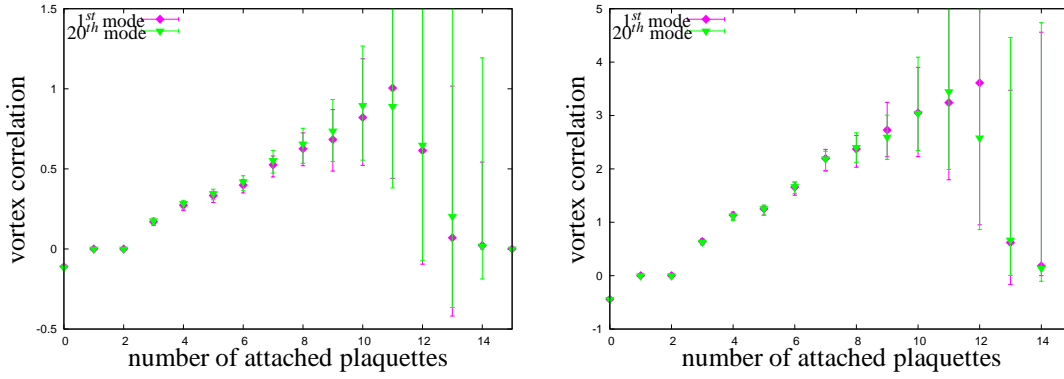 1.5
1
0.5
0
-0.5
0 2 4 6 8 10 12 14
vortex correlation
number of attached plaquettes
1st mode
20th mode
5
4
3
2
1
0
-1
0 2 4 6 8 10 12 14
vortex correlation
number of attached plaquettes
1st mode
20th mode